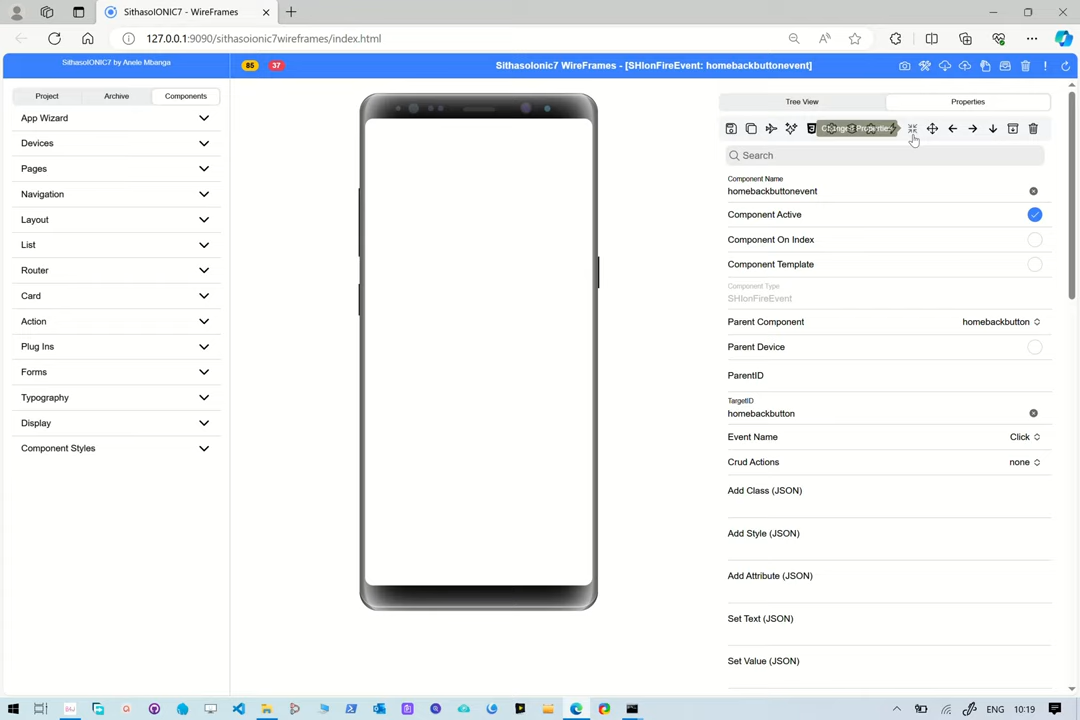 SithasoIONIC7 - WireFrames
127.0.0.1:9090/sithasoionic7wireframes/index.html
SithasoIONIC7 by Anele Mbanga
85
37
SithasoIonic7 WireFrames - [SHIonFireEvent: homebackbuttonevent]
Project
Archive
Components
App Wizard
Devices
Pages
Navigation
Layout
List
Router
Card
Action
Plug Ins
Forms
Typography
Display
Component Styles
Tree View
Properties
Search
Component Name
homebackbuttonevent
Component Active
Component On Index
Component Template
Component Type
SHIonFireEvent
Parent Component
homebackbutton
Parent Device
ParentID
TargetID
homebackbutton
Event Name
Click
Crud Actions
none
Add Class (JSON)
Add Style (JSON)
Add Attribute (JSON)
Set Text (JSON)
Set Value (JSON)
ENG
10:19